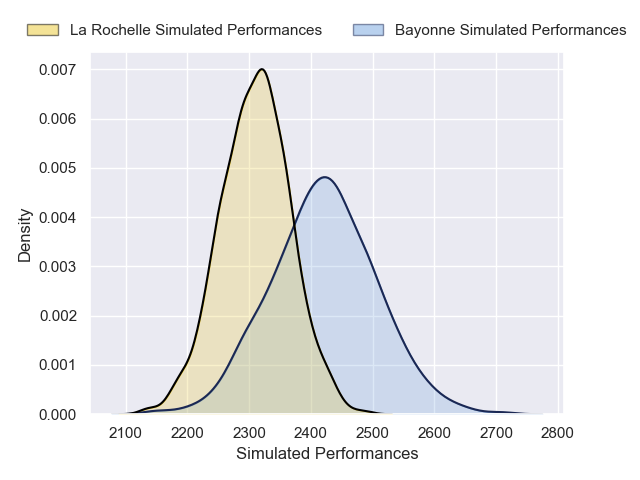 La Rochelle Simulated Performances
Bayonne Simulated Performances
0.007
0.006
0.005
0.004
0.003
0.002
0.001
0.000
Density
2100 2200 2300 2400 2500 2600 2700 2800
Simulated Performances